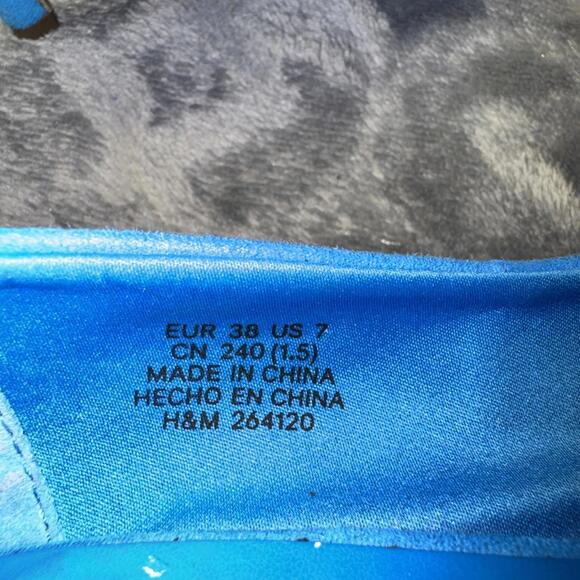 EUR 38 US 7
CN 240 (1.5)
MADE IN CHINA
HECHO EN CHINA
H&M 264120